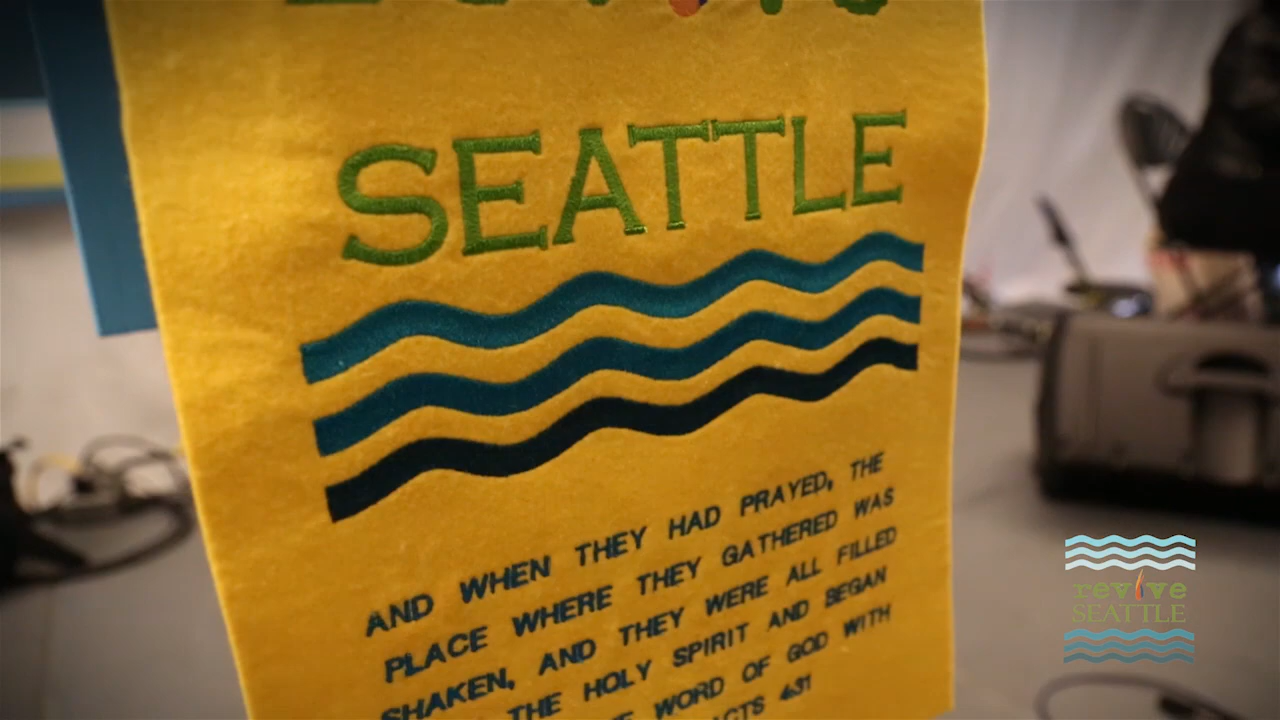 SEATTLE
AND WHEN THEY HAD PRAYED, THE
PLACE WHERE THEY GATHERED WAS
SHAKEN, AND THEY WERE ALL FILLED
THE HOLY SPIRIT AND BEGAN
WORD OF GOD WITH
ACTS 4:31
revive
SEATTLE